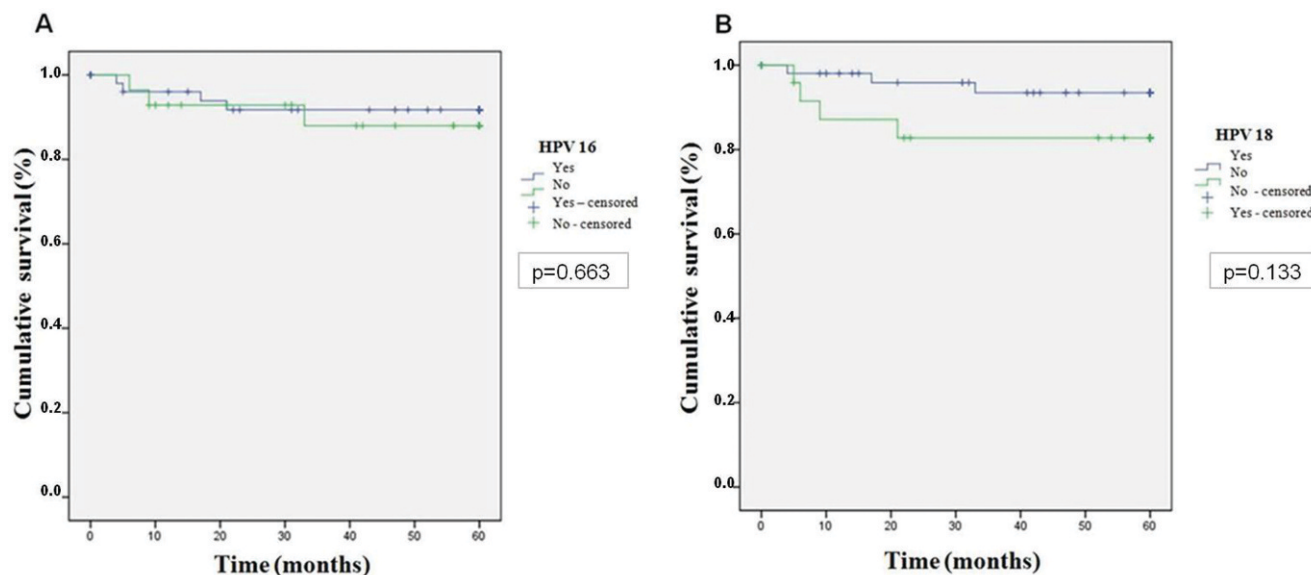 A
Cumulative survival (%)
1.0
0.8
0.6
0.4
0.2
0.0
0
10
20
30
40
50
60
Time (months)
HPV 16
Yes
No
Yes – censored
No - censored
p=0.663
B
Cumulative survival (%)
1.0
0.8
0.6
0.4
0.2
0.0
0
10
20
30
40
50
60
Time (months)
HPV 18
Yes
No
No - censored
Yes - censored
p=0.133